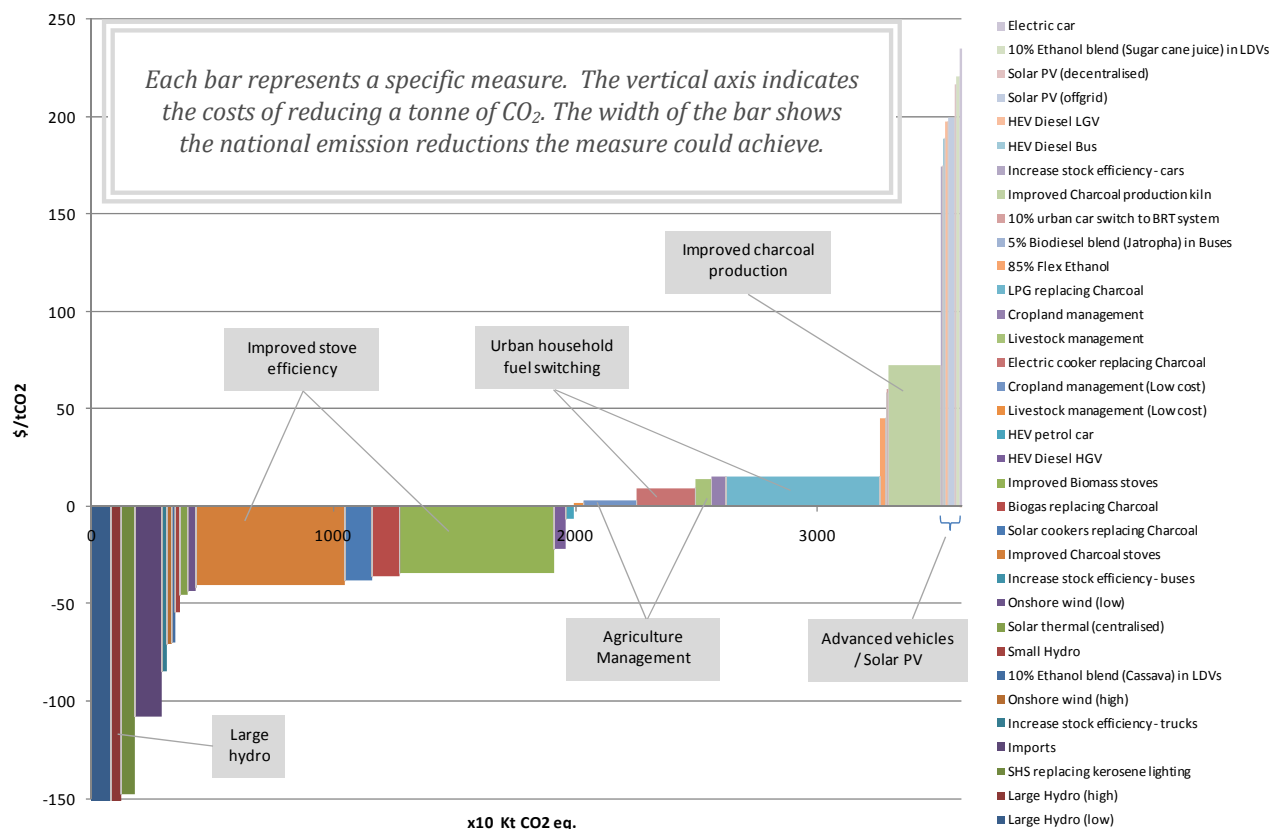 250
200
150
100
50
0
-50
-100
-150
$/tCO2
Each bar represents a specific measure. The vertical axis indicates
the costs of reducing a tonne of CO₂. The width of the bar shows
the national emission reductions the measure could achieve.
Improved charcoal
production
Improved stove
efficiency
Urban household
fuel switching
0
1000
2000
3000
Agriculture
Management
Advanced vehicles
/ Solar PV
Large
hydro
x10 Kt CO2 eq.
Electric car
10% Ethanol blend (Sugar cane juice) in LDVs
Solar PV (decentralised)
Solar PV (offgrid)
HEV Diesel LGV
HEV Diesel Bus
Increase stock efficiency - cars
Improved Charcoal production kiln
10% urban car switch to BRT system
5% Biodiesel blend (Jatropha) in Buses
85% Flex Ethanol
LPG replacing Charcoal
Cropland management
Livestock management
Electric cooker replacing Charcoal
Cropland management (Low cost)
Livestock management (Low cost)
HEV petrol car
HEV Diesel HGV
Improved Biomass stoves
Biogas replacing Charcoal
Solar cookers replacing Charcoal
Improved Charcoal stoves
Increase stock efficiency - buses
Onshore wind (low)
Solar thermal (centralised)
Small Hydro
10% Ethanol blend (Cassava) in LDVs
Onshore wind (high)
Increase stock efficiency - trucks
Imports
SHS replacing kerosene lighting
Large Hydro (high)
Large Hydro (low)